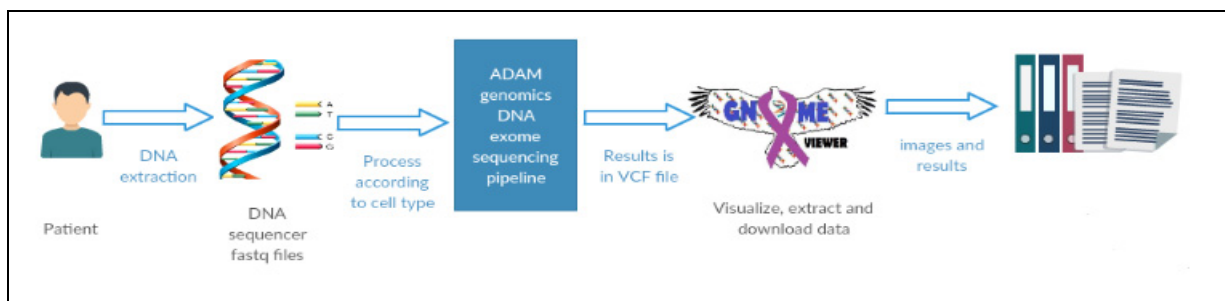 Patient
DNA
extraction
A
T
C
G
DNA
sequencer
fastq files
Process
according
to cell type
ADAM
genomics
DNA
exome
sequencing
pipeline
Results is
in VCF file
GNOME
VIEWER
Visualize, extract and
download data
images and
results